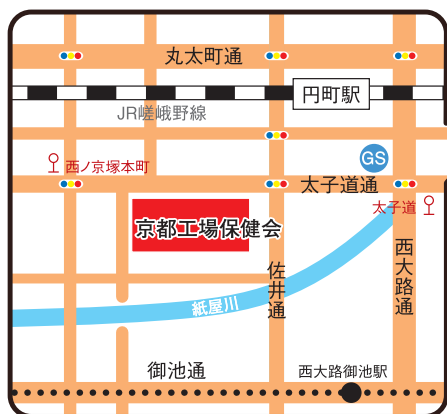 丸太町通
円町駅
JR嵯峨野線
GS
西ノ京塚本町
太子道通
太子道
京都工場保健会
佐井通
西大路通
紙屋川
御池通
西大路御池駅